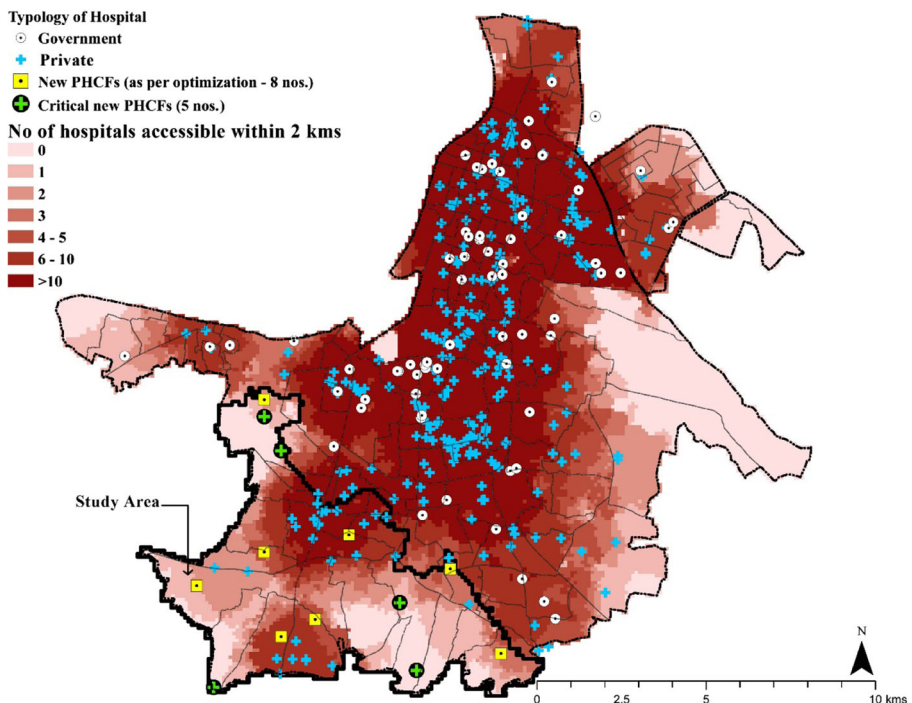 Typology of Hospital
Government
Private
New PHCFs (as per optimization - 8 nos.)
Critical new PHCFs (5 nos.)
No of hospitals accessible within 2 kms
0
1
2
3
4 - 5
6 - 10
>10
Study Area
N
0 2.5 5 10 kms